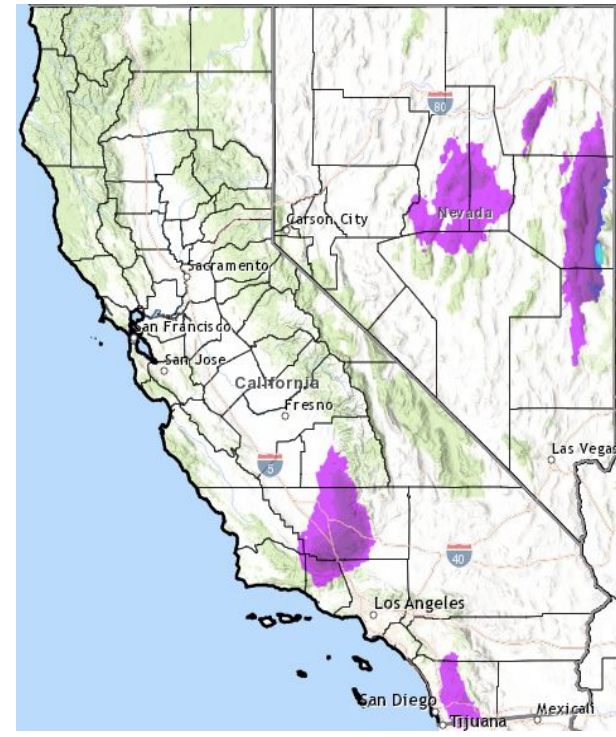 80
Nevada
Carson City
Sacramento
San Francisco
San Jose
California
Fresno
5
Las Vegas
40
Los Angeles
San Diego
Mexicali
Tijuana